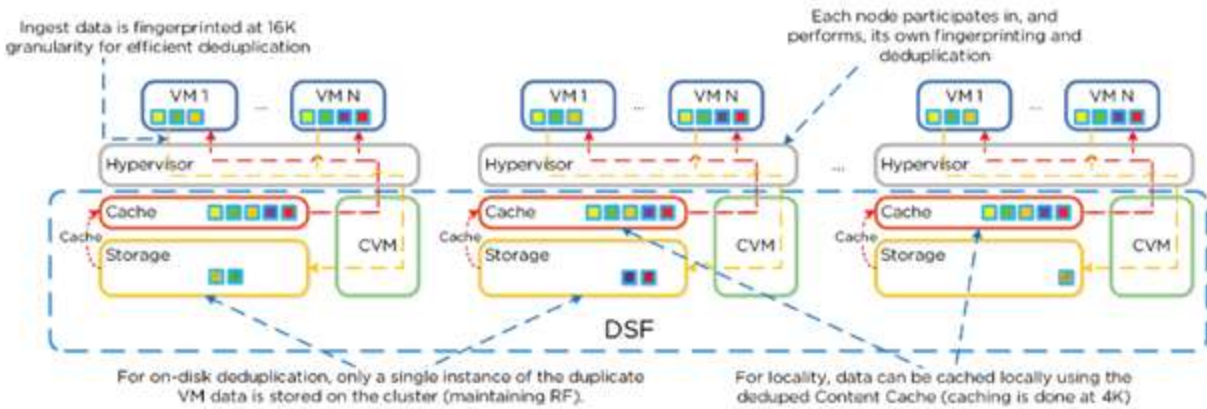 Ingest data is fingerprinted at 16K
granularity for efficient deduplication
Each node participates in, and
performs, its own fingerprinting and
deduplication
VM 1 ... VM N
VM 1 ... VM N
VM 1 ... VM N
Hypervisor
Hypervisor
...
Hypervisor
Cache
Cache
Storage
CVM
Cache
Cache
Storage
CVM
Cache
Cache
Storage
CVM
DSF
For on-disk deduplication, only a single instance of the duplicate
VM data is stored on the cluster (maintaining RF).
For locality, data can be cached locally using the
deduped Content Cache (caching is done at 4K)